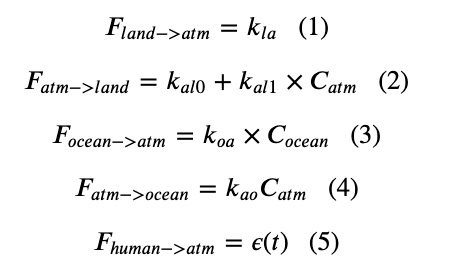 F_{land->atm} = k_{la} (1)
F_{atm->land} = k_{al0} + k_{al1} × C_{atm} (2)
F_{ocean->atm} = k_{oa} × C_{ocean} (3)
F_{atm->ocean} = k_{ao}C_{atm} (4)
F_{human->atm} = ϵ(t) (5)